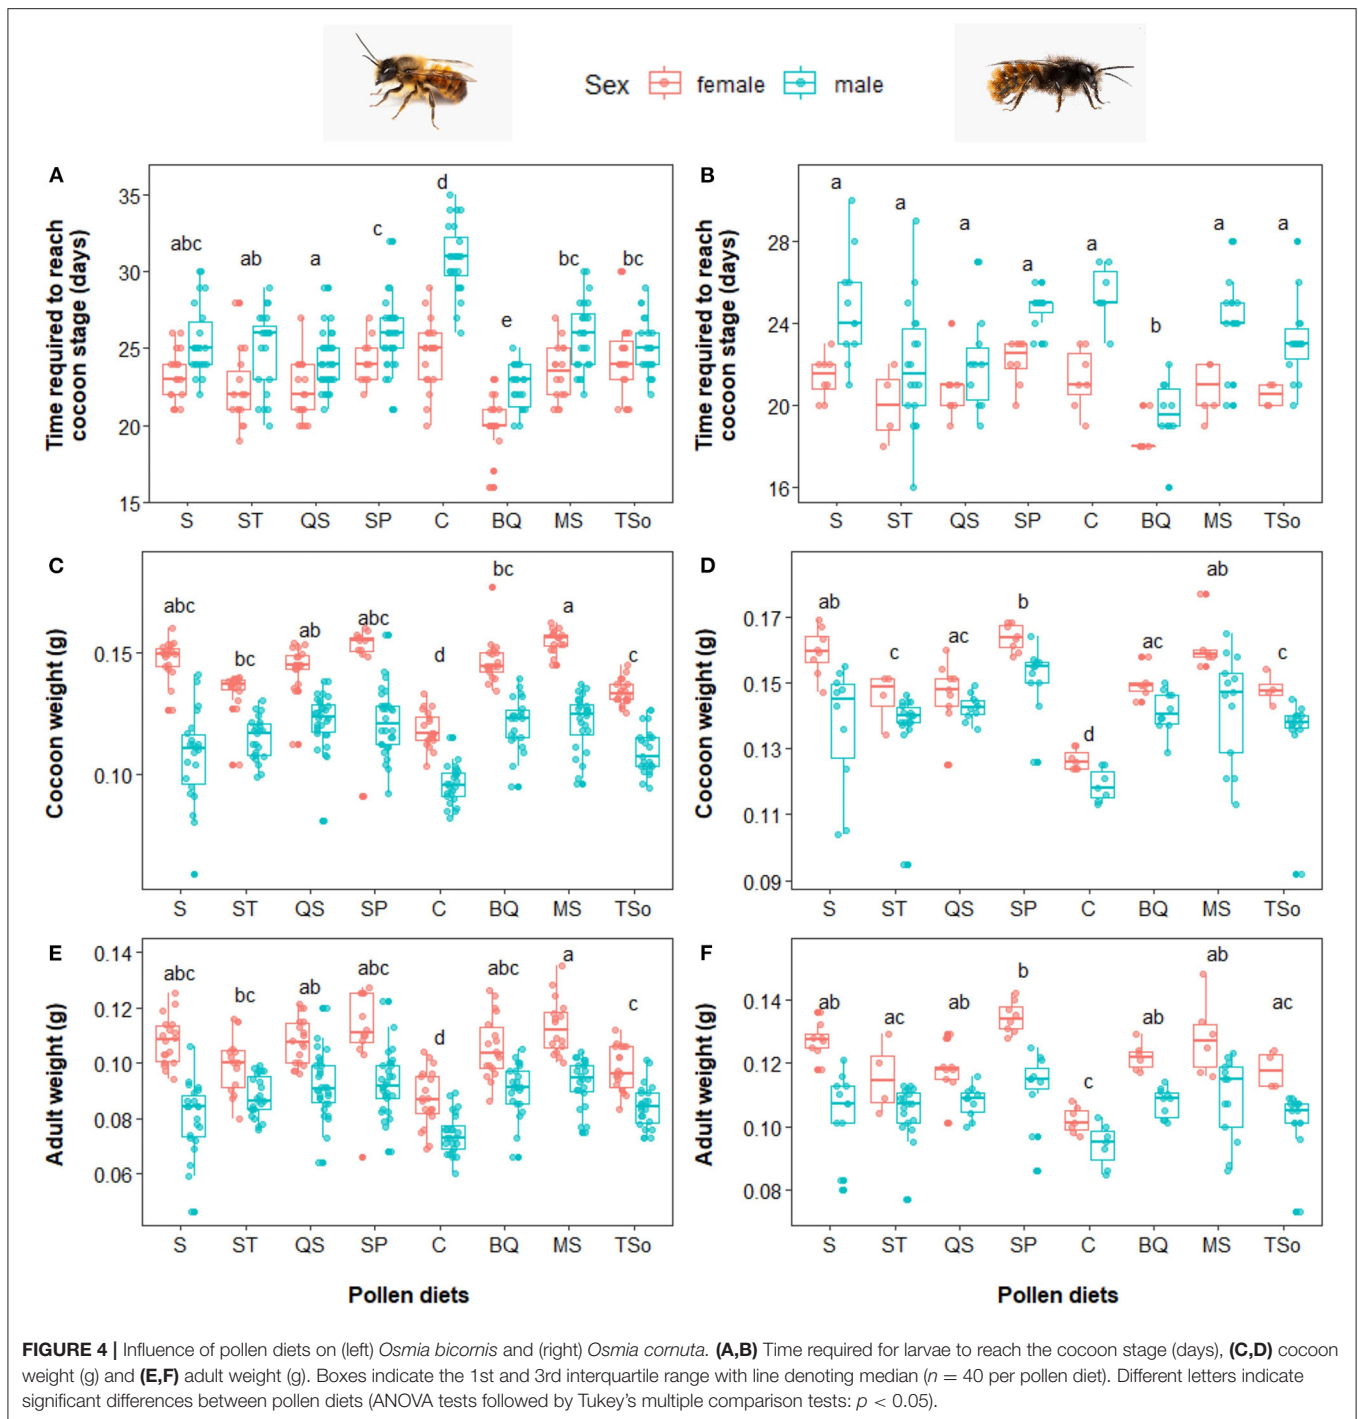 Sex female male
A
Time required to reach
cocoon stage (days)
35
30
25
20
15
abc ab a c d e bc bc
S ST QS SP C BQ MS TSo
B
Time required to reach
cocoon stage (days)
28
24
20
16
a a a a a b a a
S ST QS SP C BQ MS TSo
C
Cocoon weight (g)
0.15
0.10
abc bc ab abc d bc a c
S ST QS SP C BQ MS TSo
D
Cocoon weight (g)
0.17
0.15
0.13
0.11
0.09
ab c ac b d ac ab c
S ST QS SP C BQ MS TSo
E
Adult weight (g)
0.14
0.12
0.10
0.08
0.06
abc bc ab abc d abc a c
S ST QS SP C BQ MS TSo
Pollen diets
F
Adult weight (g)
0.14
0.12
0.10
0.08
ab ac ab b c ab ab ac
S ST QS SP C BQ MS TSo
Pollen diets
FIGURE 4 | Influence of pollen diets on (left) Osmia bicornis and (right) Osmia cornuta. (A,B) Time required for larvae to reach the cocoon stage (days), (C,D) cocoon
weight (g) and (E,F) adult weight (g). Boxes indicate the 1st and 3rd interquartile range with line denoting median (n = 40 per pollen diet). Different letters indicate
significant differences between pollen diets (ANOVA tests followed by Tukey's multiple comparison tests: p < 0.05).